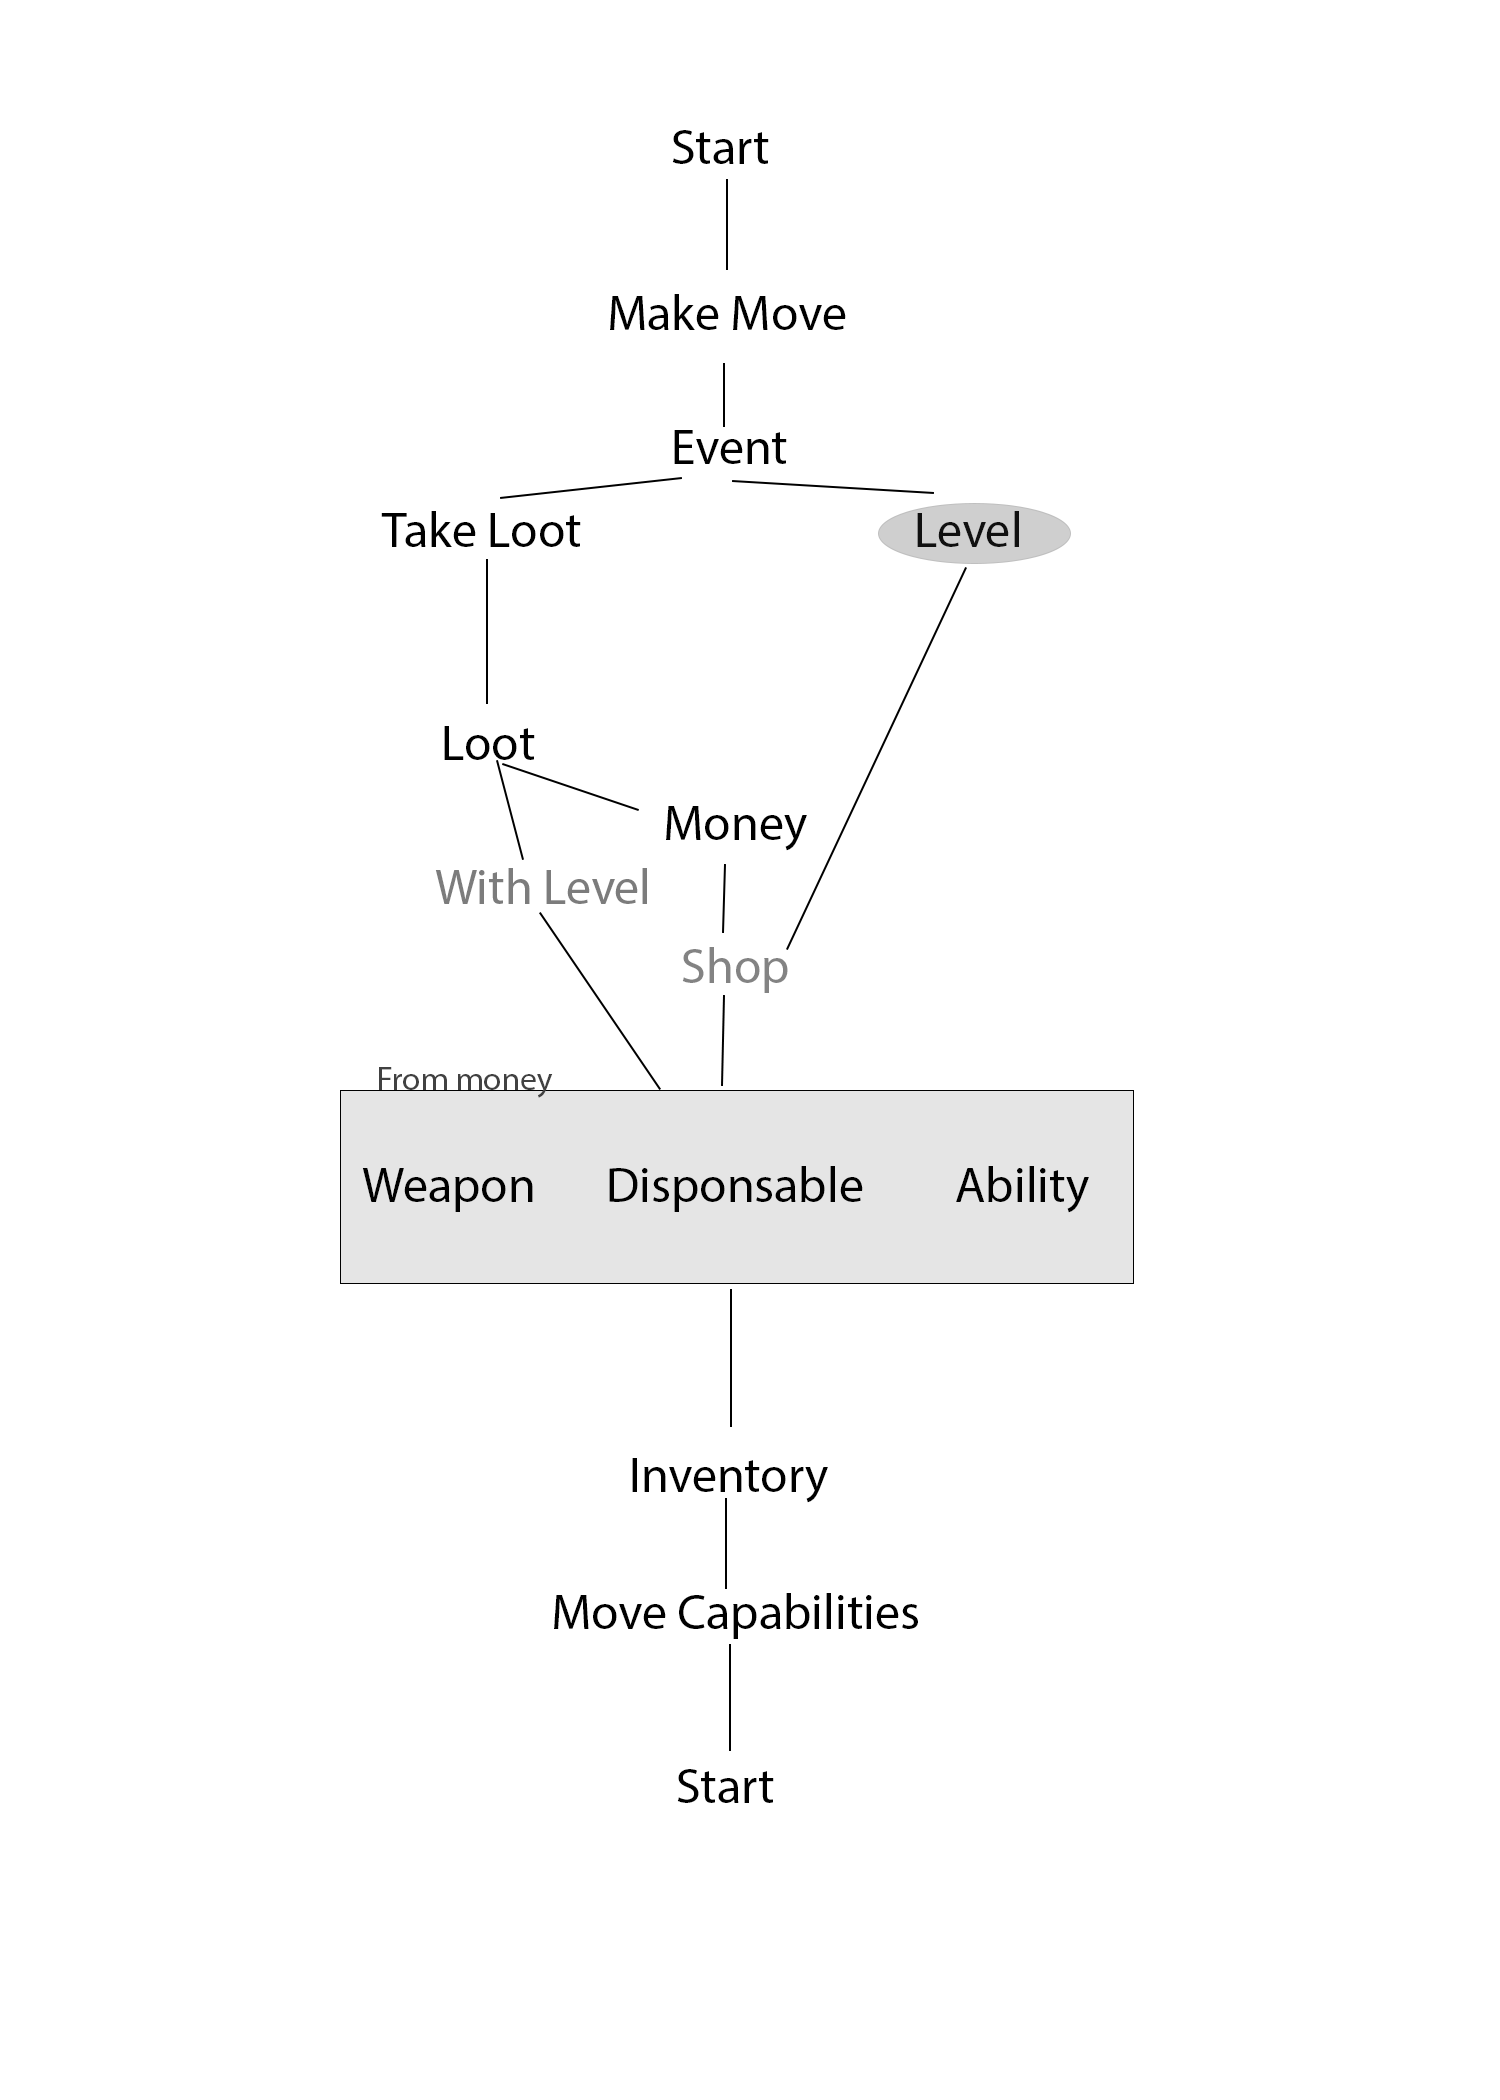 Start
Make Move
Event
Take Loot
Level
Loot
Money
With Level
Shop
From money
Weapon Disponsable Ability
Inventory
Move Capabilities
Start